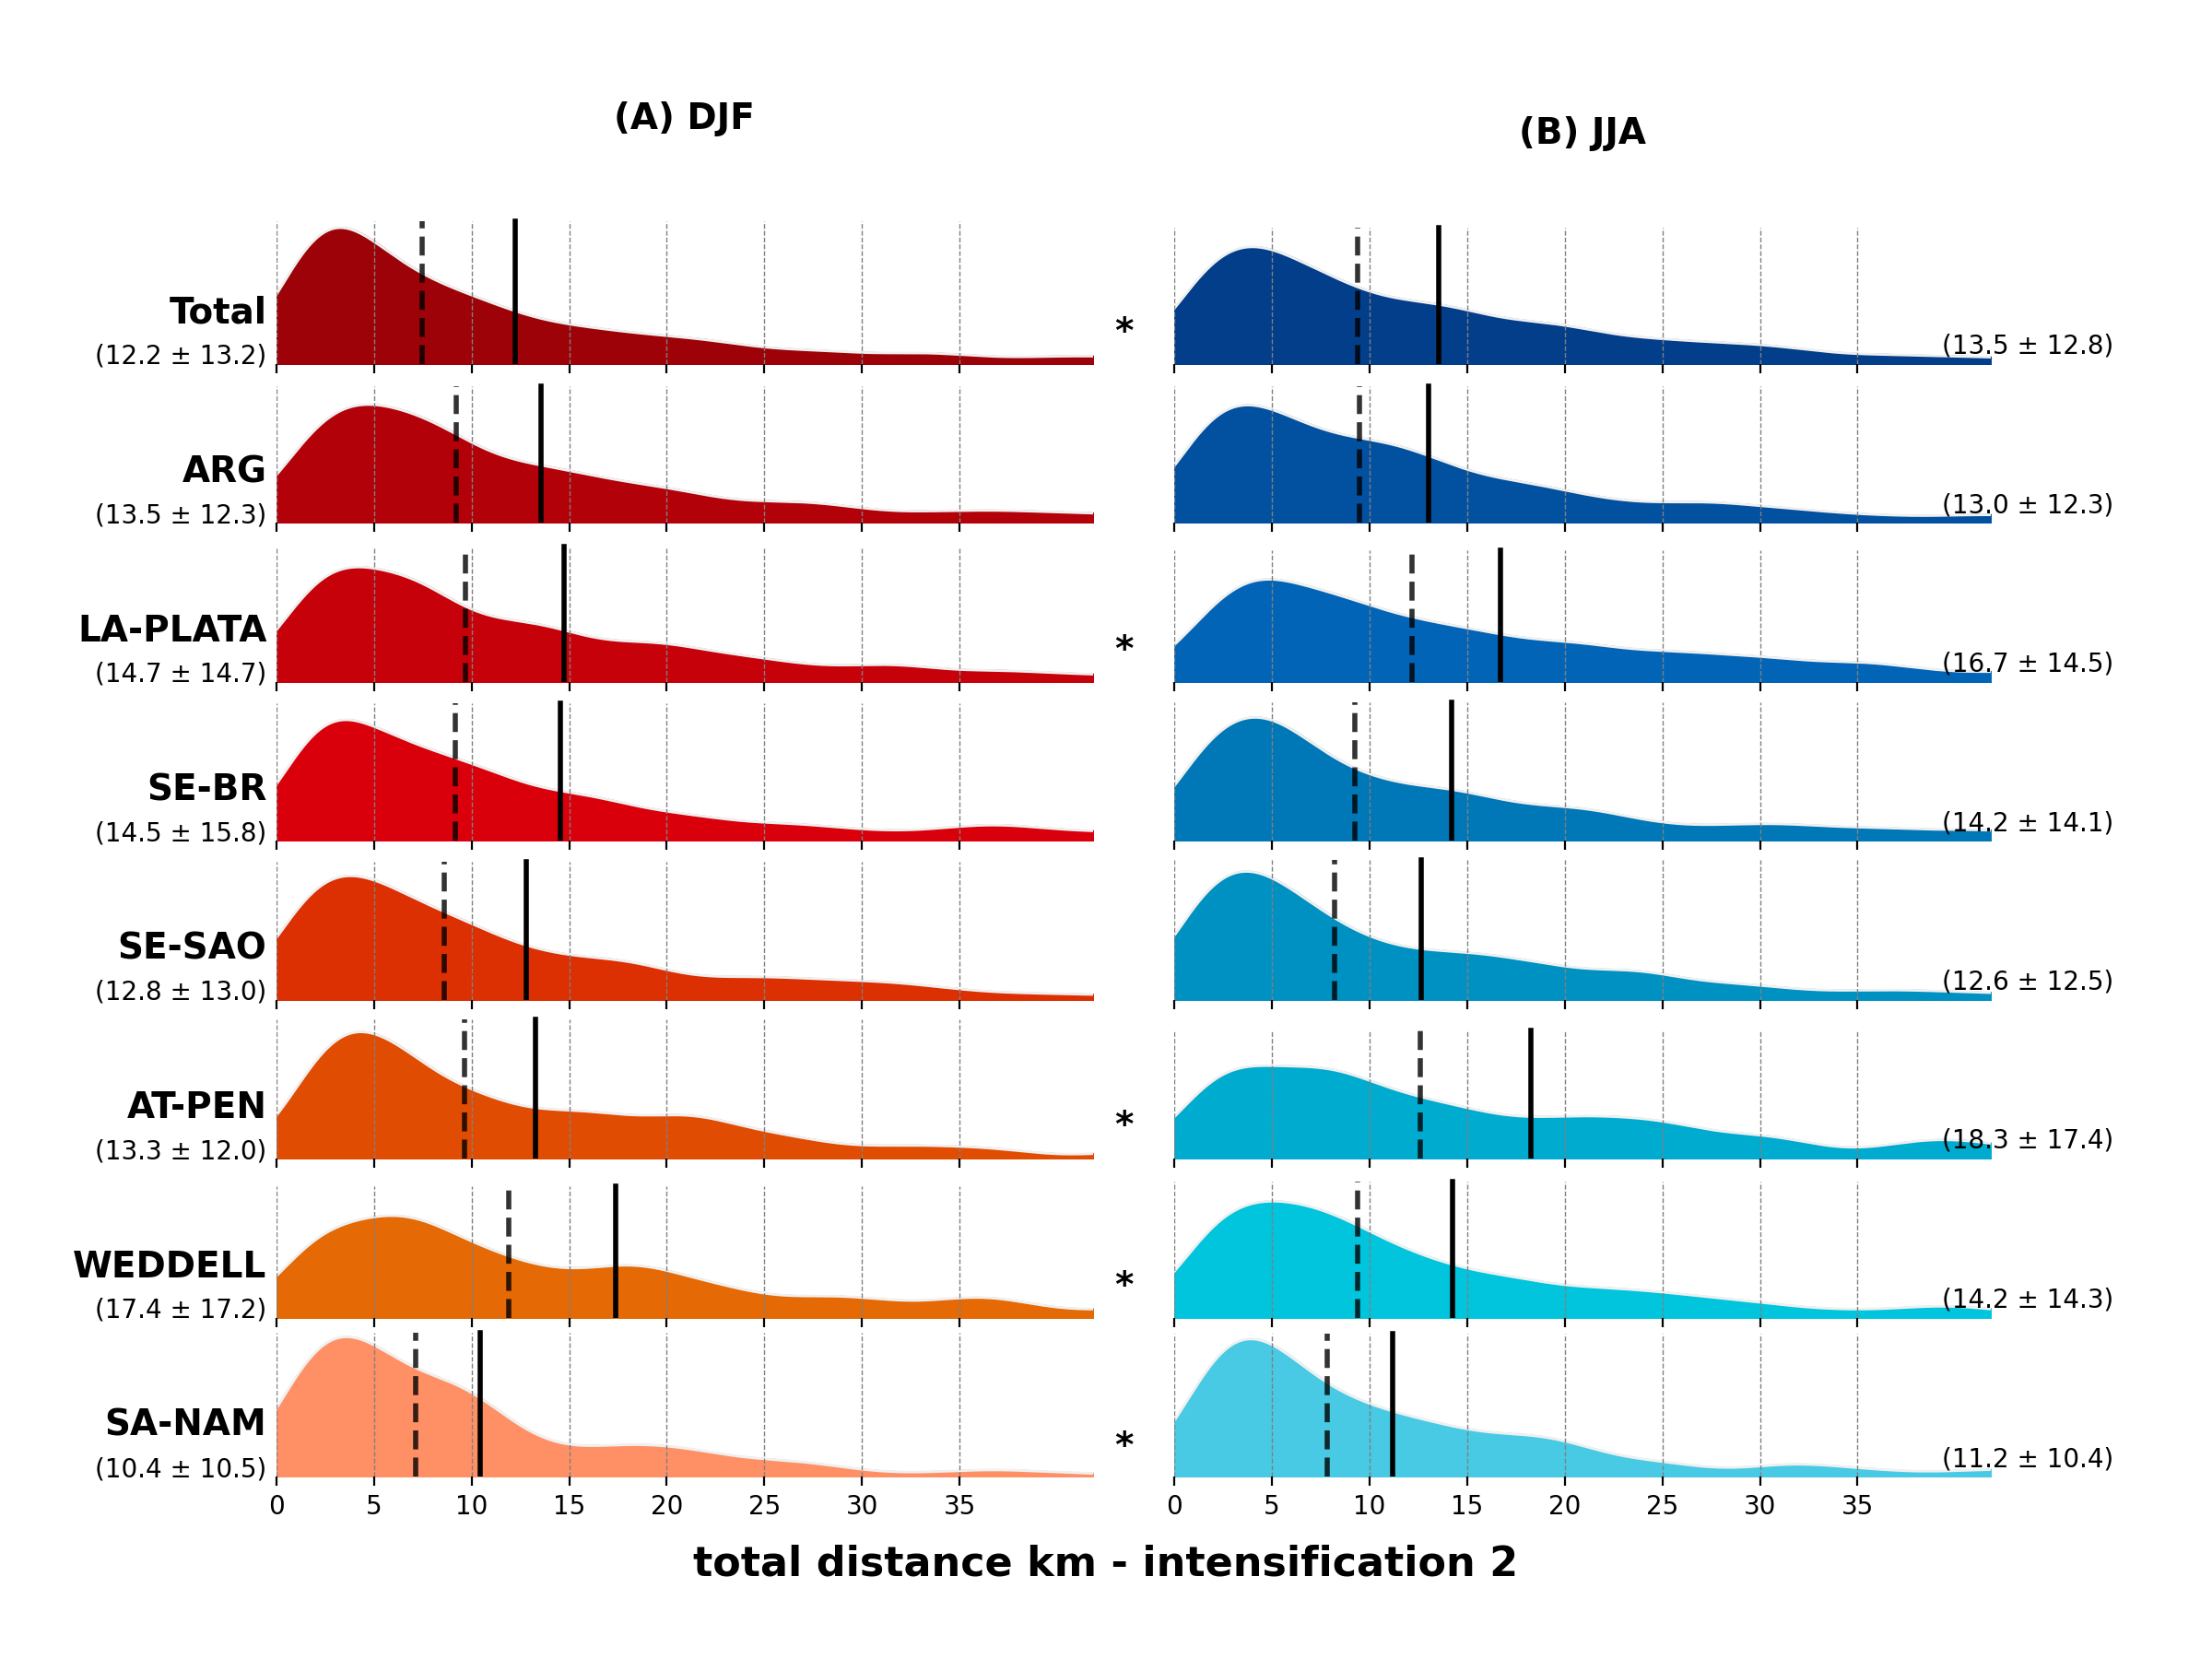 (A) DJF
(B) JJA
Total
(12.2 ± 13.2)
*
(13.5 ± 12.8)
ARG
(13.5 ± 12.3)
(13.0 ± 12.3)
LA-PLATA
(14.7 ± 14.7)
*
(16.7 ± 14.5)
SE-BR
(14.5 ± 15.8)
(14.2 ± 14.1)
SE-SAO
(12.8 ± 13.0)
(12.6 ± 12.5)
AT-PEN
(13.3 ± 12.0)
*
(18.3 ± 17.4)
WEDDELL
(17.4 ± 17.2)
*
(14.2 ± 14.3)
SA-NAM
(10.4 ± 10.5)
*
(11.2 ± 10.4)
0 5 10 15 20 25 30 35
0 5 10 15 20 25 30 35
total distance km - intensification 2